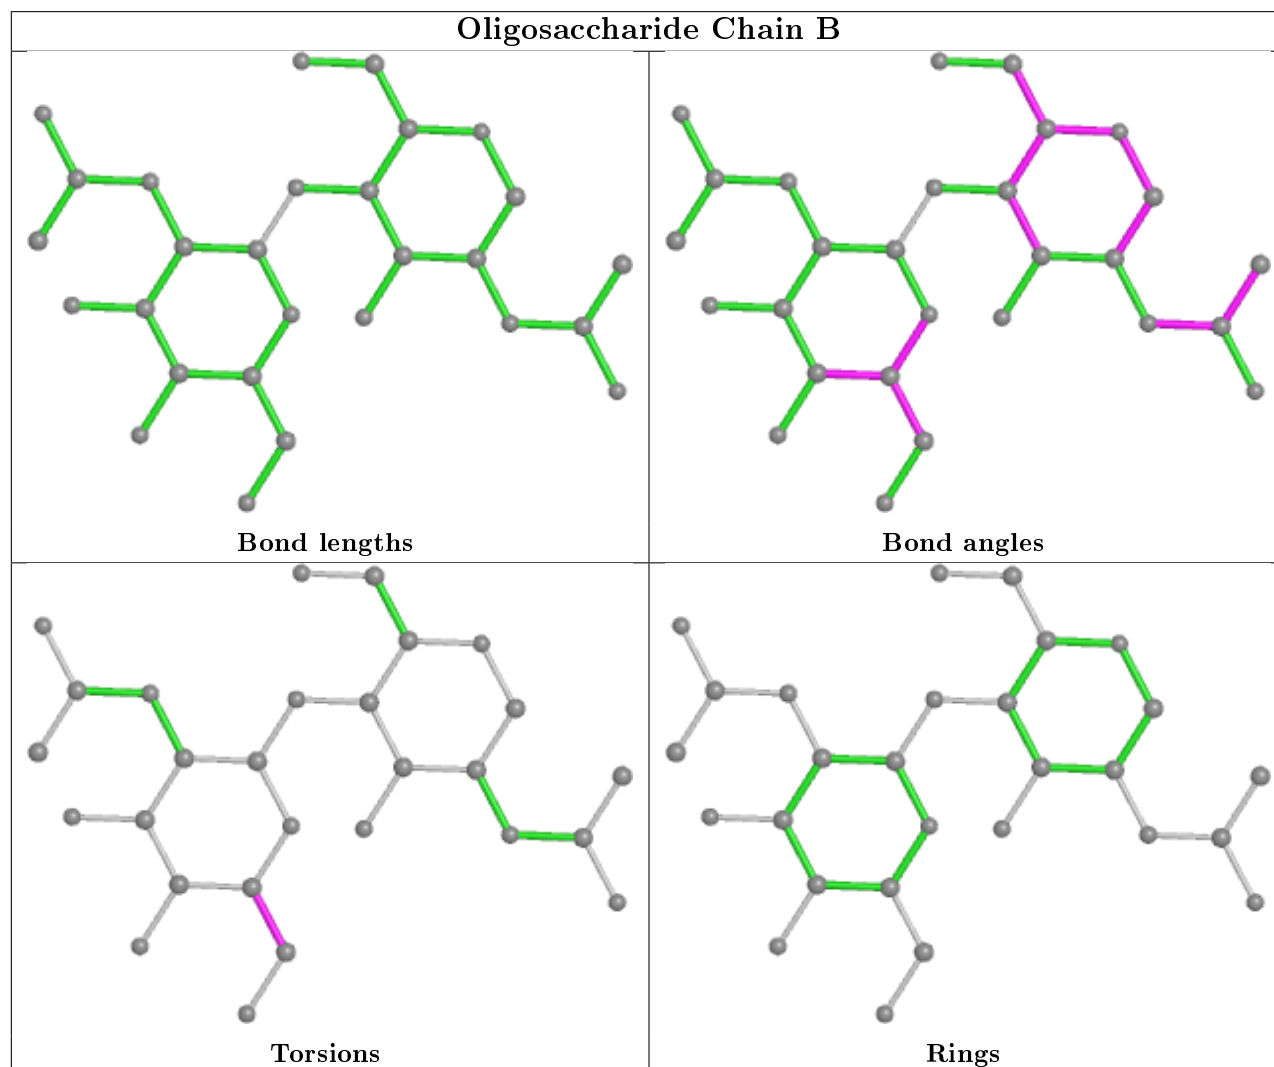 Oligosaccharide Chain B
Bond lengths
Bond angles
Torsions
Rings